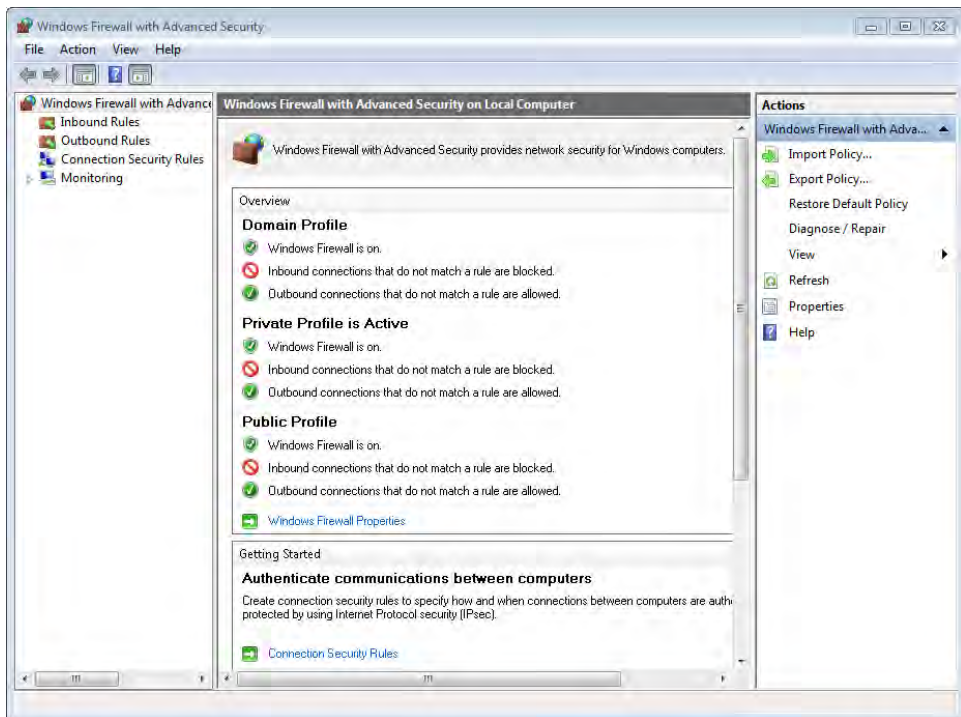 Windows Firewall with Advanced Security
File Action View Help
Windows Firewall with Advance
Inbound Rules
Outbound Rules
Connection Security Rules
Monitoring
Windows Firewall with Advanced Security on Local Computer
Windows Firewall with Advanced Security provides network security for Windows computers.
Overview
Domain Profile
Windows Firewall is on.
Inbound connections that do not match a rule are blocked.
Outbound connections that do not match a rule are allowed.
Private Profile is Active
Windows Firewall is on.
Inbound connections that do not match a rule are blocked.
Outbound connections that do not match a rule are allowed.
Public Profile
Windows Firewall is on.
Inbound connections that do not match a rule are blocked.
Outbound connections that do not match a rule are allowed.
Windows Firewall Properties
Getting Started
Authenticate communications between computers
Create connection security rules to specify how and when connections between computers are authe
protected by using Internet Protocol security (IPsec).
Connection Security Rules
Actions
Windows Firewall with Adva...
Import Policy...
Export Policy...
Restore Default Policy
Diagnose / Repair
View
Refresh
Properties
Help